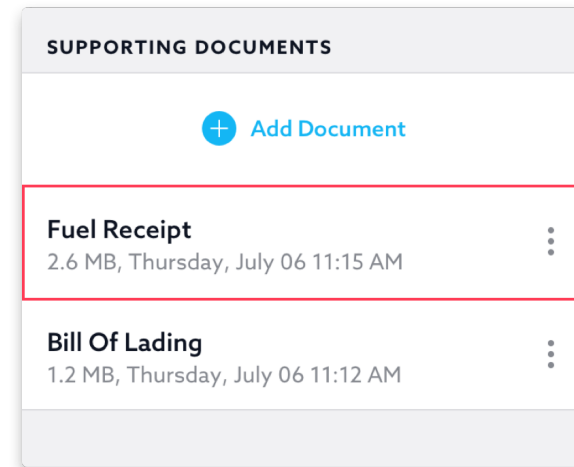 SUPPORTING DOCUMENTS
Add Document
Fuel Receipt
2.6 MB, Thursday, July 06 11:15 AM
Bill Of Lading
1.2 MB, Thursday, July 06 11:12 AM